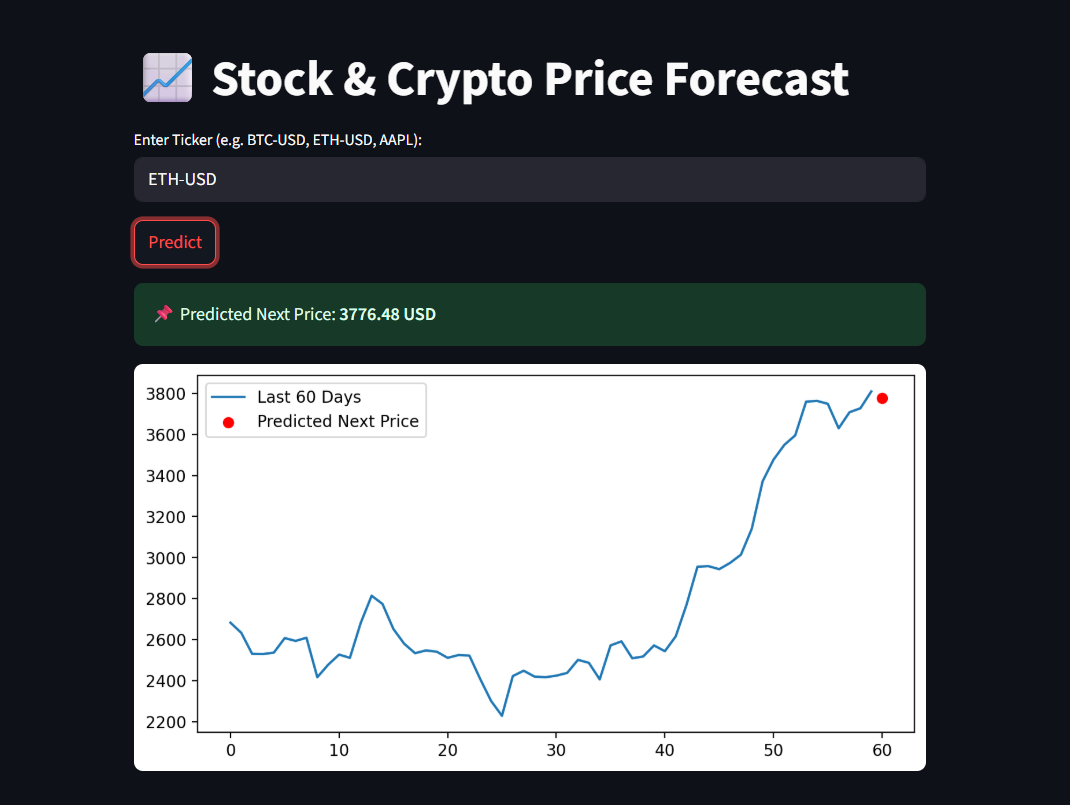 Stock & Crypto Price Forecast
Enter Ticker (e.g. BTC-USD, ETH-USD, AAPL):
ETH-USD
Predict
Predicted Next Price: 3776.48 USD
Last 60 Days
Predicted Next Price
3800
3600
3400
3200
3000
2800
2600
2400
2200
0 10 20 30 40 50 60